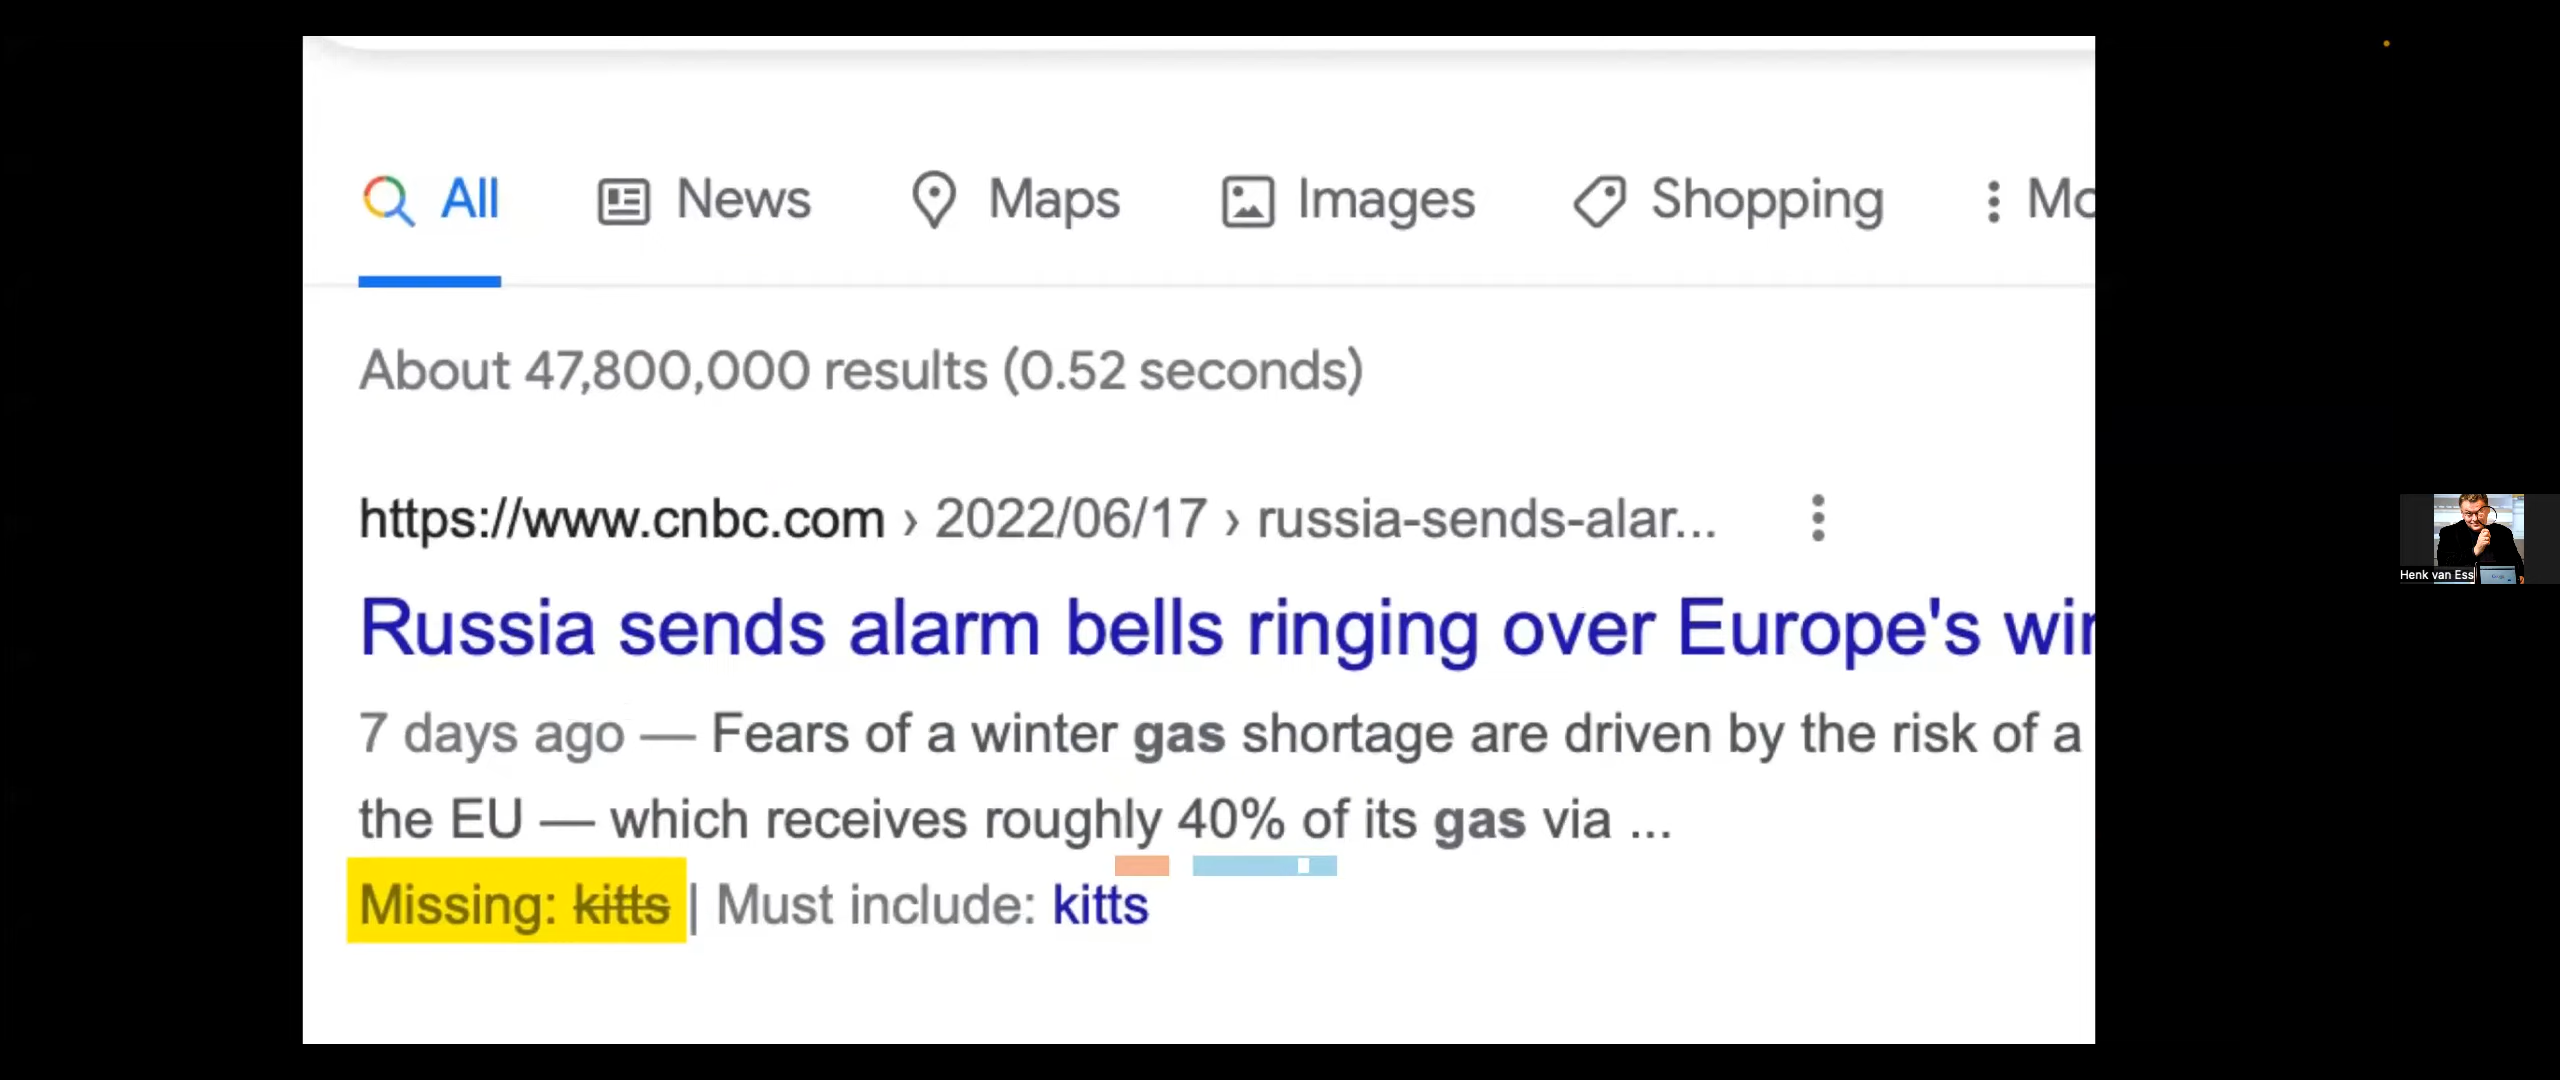 All News Maps Images Shopping Mo
About 47,800,000 results (0.52 seconds)
https://www.cnbc.com › 2022/06/17 › russia-sends-alar...
Russia sends alarm bells ringing over Europe's win
7 days ago — Fears of a winter gas shortage are driven by the risk of a
the EU — which receives roughly 40% of its gas via ...
Missing: kitts | Must include: kitts
Henk van Ess